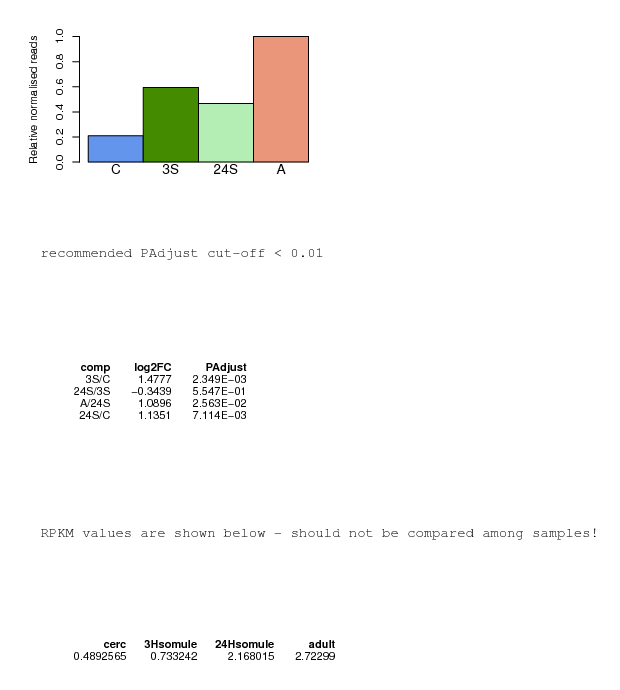 Relative normalised reads
1.0
0.8
0.6
0.4
0.2
0.0
C 3S 24S A
recommended PAdjust cut-off < 0.01
comp log2FC PAdjust
3S/C 1.4777 2.349E-03
24S/3S -0.3439 5.547E-01
A/24S 1.0896 2.563E-02
24S/C 1.1351 7.114E-03
RPKM values are shown below - should not be compared among samples!
cerc 3Hsomule 24Hsomule adult
0.4892565 0.733242 2.168015 2.72299